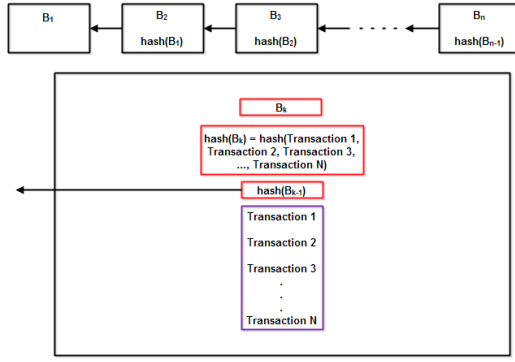 B₁
B₂
hash(B₁)
B₃
hash(B₂)
Bₙ
hash(Bₙ₋₁)
Bₖ
hash(Bₖ) = hash(Transaction 1,
Transaction 2, Transaction 3,
..., Transaction N)
hash(Bₖ₋₁)
Transaction 1
Transaction 2
Transaction 3
.
.
.
Transaction N